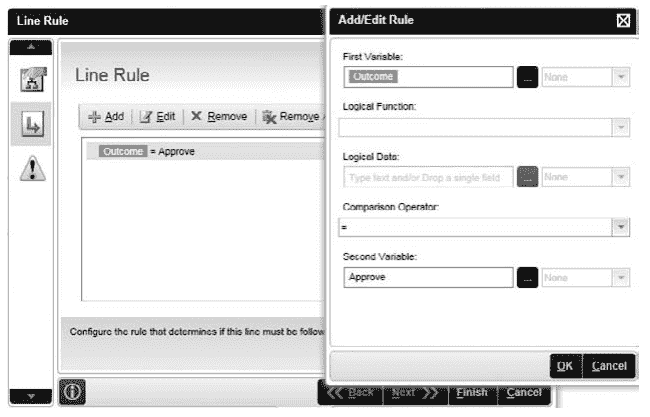 Line Rule
Line Rule
Add Edit Remove Remove
Outcome = Approve
Configure the rule that determines if this line must be follow
Back Next Finish Cancel
Add/Edit Rule
First Variable:
Outcome ... None
Logical Function:
Logical Data:
Type text and/or Drop a single field ... None
Comparison Operator:
=
Second Variable:
Approve ... None
OK Cancel